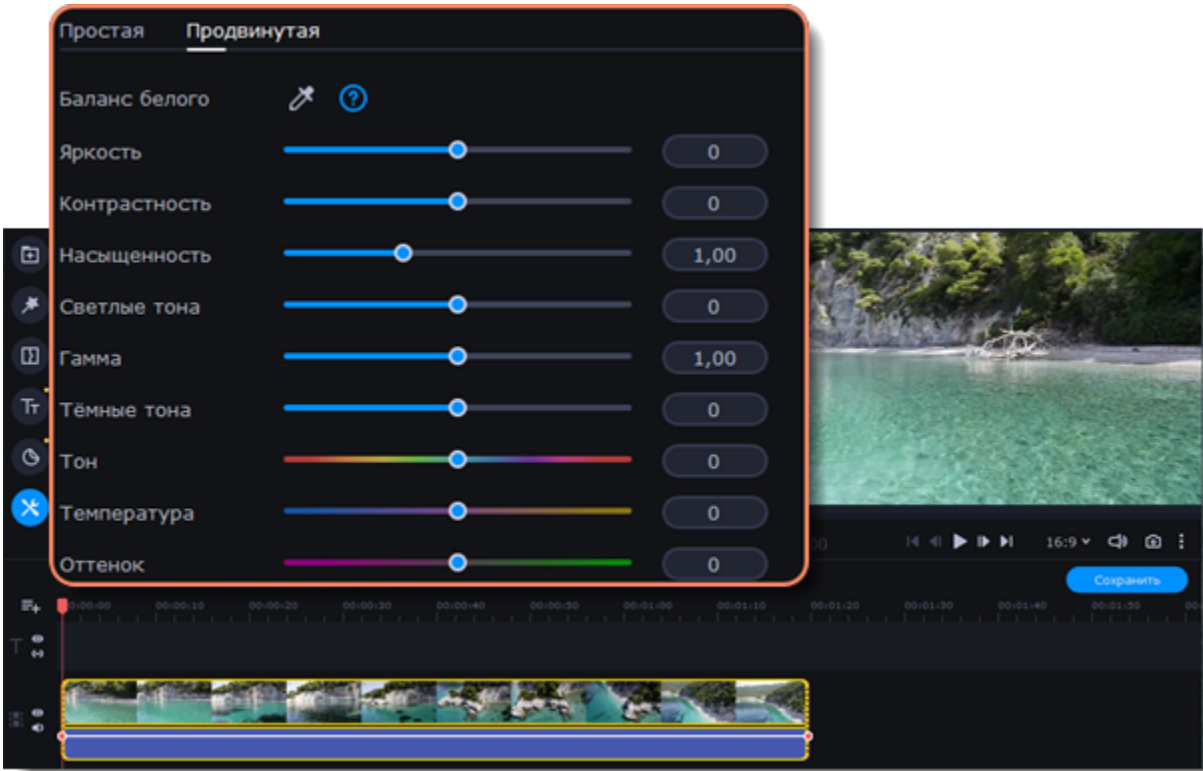 Простая Продвинутая
Баланс белого ?
Яркость 0
Контрастность 0
Насыщенность 1,00
Светлые тона 0
Гамма 1,00
Тёмные тона 0
Тон 0
Температура 0
Оттенок 0
16:9
Сохранить
0:00:00 00:00:10 00:00:20 00:00:30 00:00:40 00:00:50 00:01:00 00:01:10 00:01:20 00:01:30 00:01:40 00:01:50